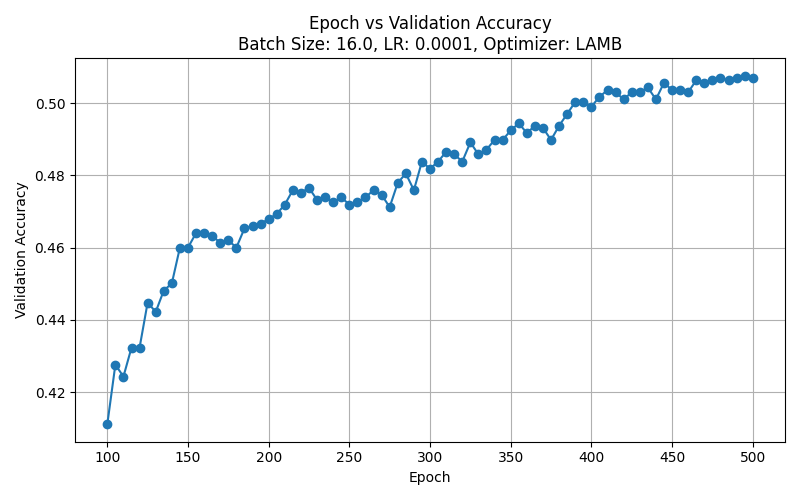 Epoch vs Validation Accuracy
Batch Size: 16.0, LR: 0.0001, Optimizer: LAMB
Validation Accuracy
0.50
0.48
0.46
0.44
0.42
100 150 200 250 300 350 400 450 500
Epoch